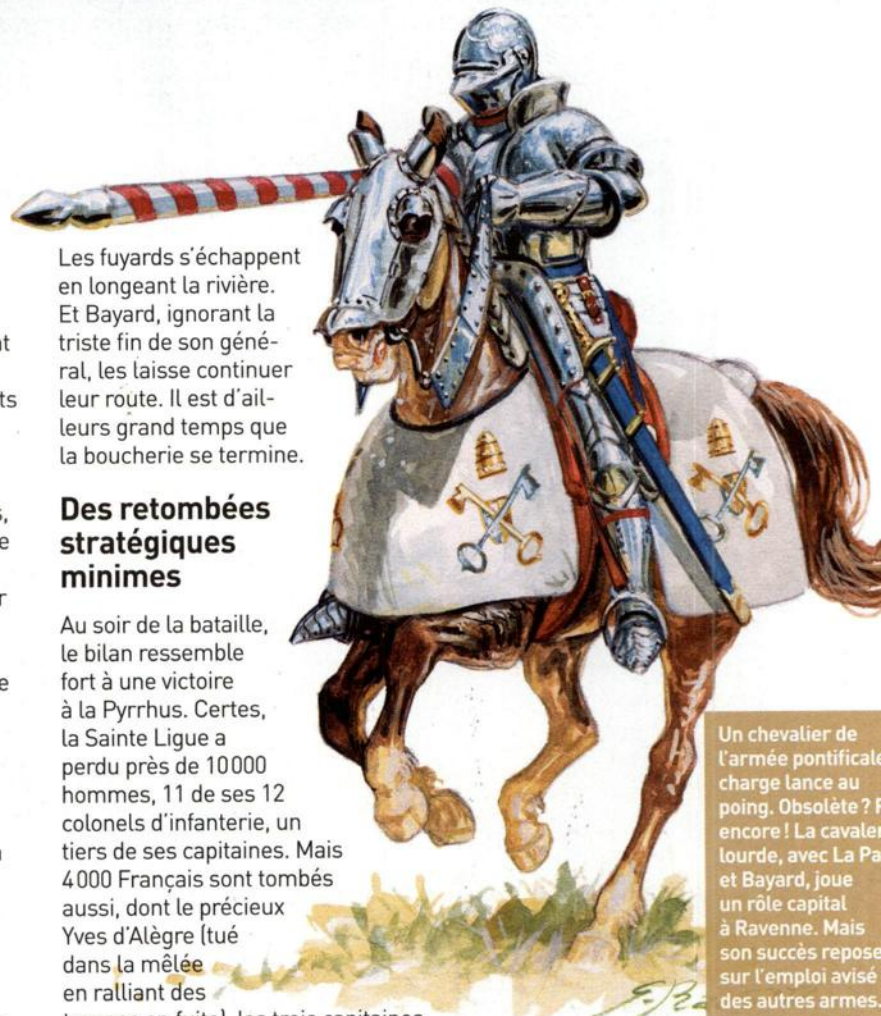 nt
ts
s,
e
r
e
Les fuyards s'échappent
en longeant la rivière.
Et Bayard, ignorant la
triste fin de son géné-
ral, les laisse continuer
leur route. Il est d'ail-
leurs grand temps que
la boucherie se termine.
Des retombées
stratégiques
minimes
Au soir de la bataille,
le bilan ressemble
fort à une victoire
à la Pyrrhus. Certes,
la Sainte Ligue a
perdu près de 10000
hommes, 11 de ses 12
colonels d'infanterie, un
tiers de ses capitaines. Mais
4000 Français sont tombés
aussi, dont le précieux
Yves d'Alègre (tué
dans la mêlée
en ralliant des
Un chevalier de
l'armée pontificale
charge lance au
poing. Obsolète ?
encore ! La cavaler
lourde, avec La Pa
et Bayard, joue
un rôle capital
à Ravenne. Mais
son succès repose
sur l'emploi avisé
des autres armes.